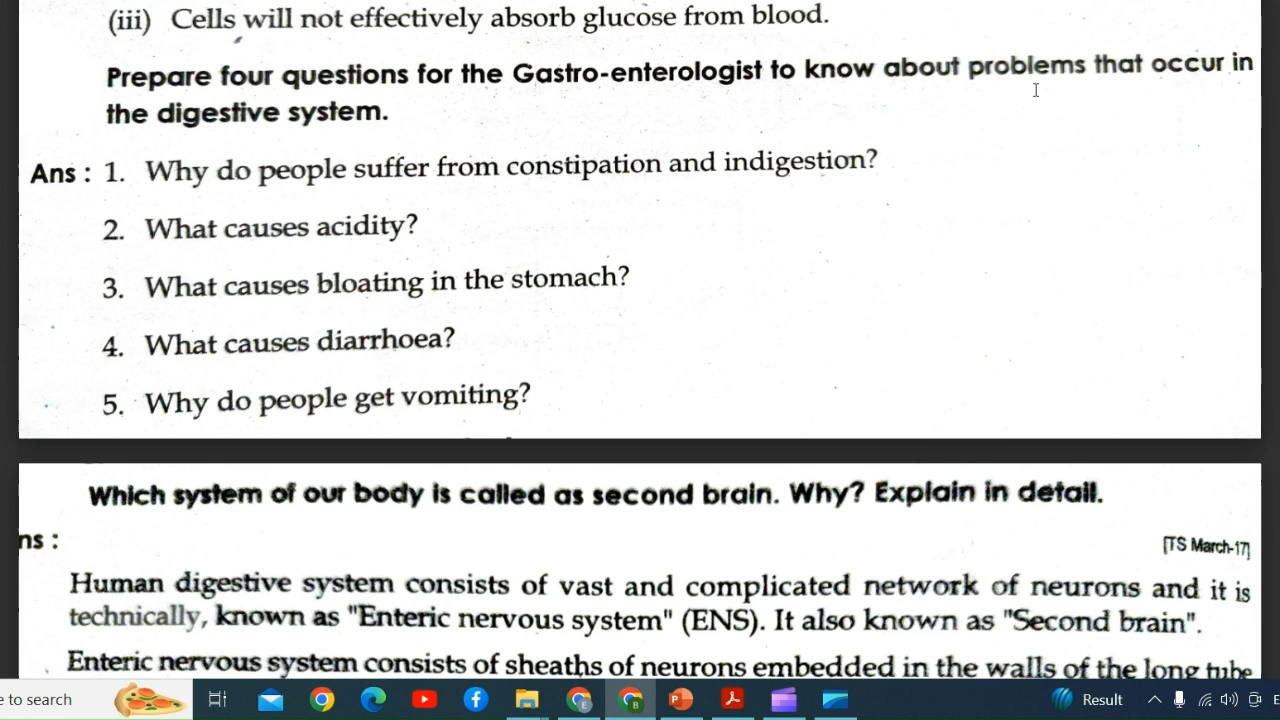 (iii) Cells will not effectively absorb glucose from blood.
Prepare four questions for the Gastro-enterologist to know about problems that occur in
the digestive system.
Ans : 1. Why do people suffer from constipation and indigestion?
2. What causes acidity?
3. What causes bloating in the stomach?
4. What causes diarrhoea?
5. Why do people get vomiting?
Which system of our body is called as second brain. Why? Explain in detail.
ns :
[TS March-17]
Human digestive system consists of vast and complicated network of neurons and it is
technically, known as "Enteric nervous system" (ENS). It also known as "Second brain".
Enteric nervous system consists of sheaths of neurons embedded in the walls of the long tube
e to search
Result